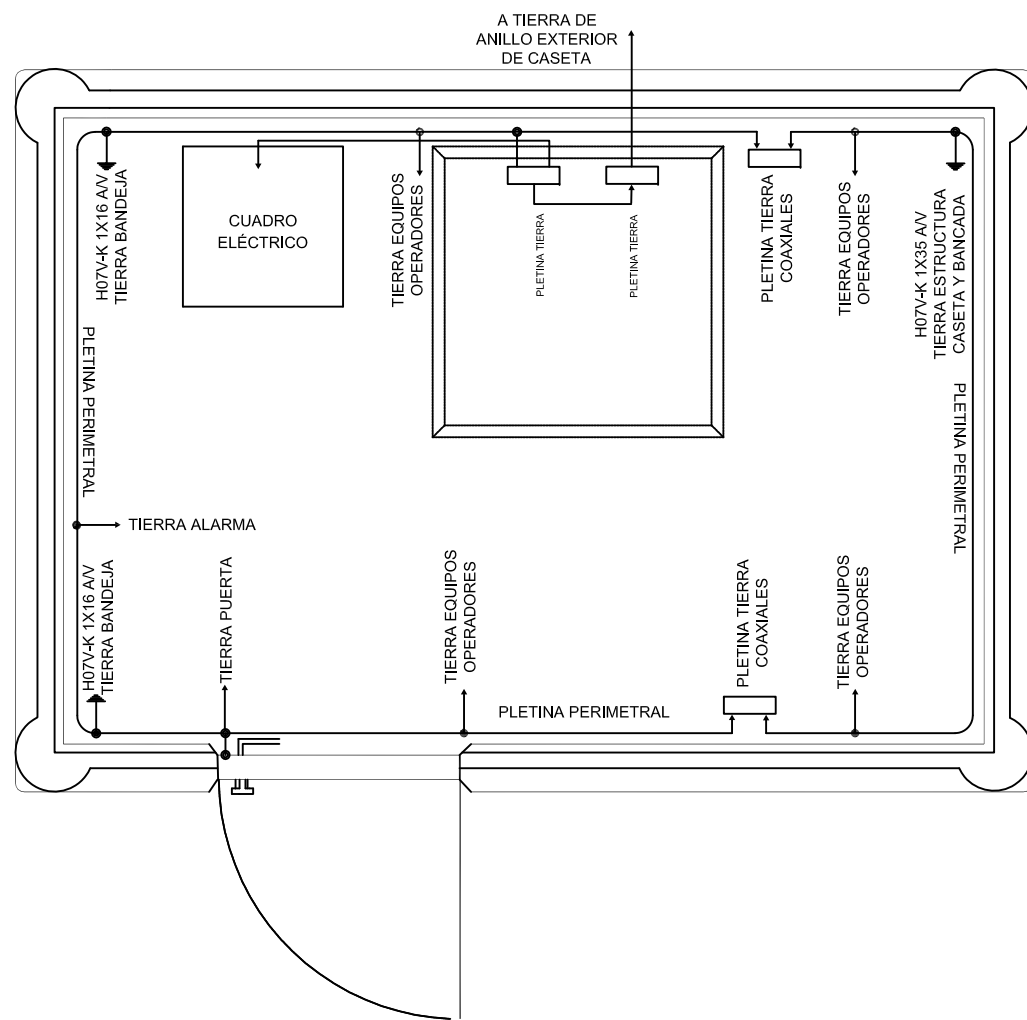 A TIERRA DE
ANILLO EXTERIOR
DE CASETA
H07V-K 1X16 A/V
TIERRA BANDEJA
CUADRO
ELÉCTRICO
TIERRA EQUIPOS
OPERADORES
PLETINA TIERRA
PLETINA TIERRA
PLETINA TIERRA
COAXIALES
TIERRA EQUIPOS
OPERADORES
H07V-K 1X35 A/V
TIERRA ESTRUCTURA
CASETA Y BANCADA
PLETINA PERIMETRAL
PLETINA PERIMETRAL
TIERRA ALARMA
H07V-K 1X16 A/V
TIERRA BANDEJA
TIERRA PUERTA
TIERRA EQUIPOS
OPERADORES
PLETINA TIERRA
COAXIALES
TIERRA EQUIPOS
OPERADORES
PLETINA PERIMETRAL